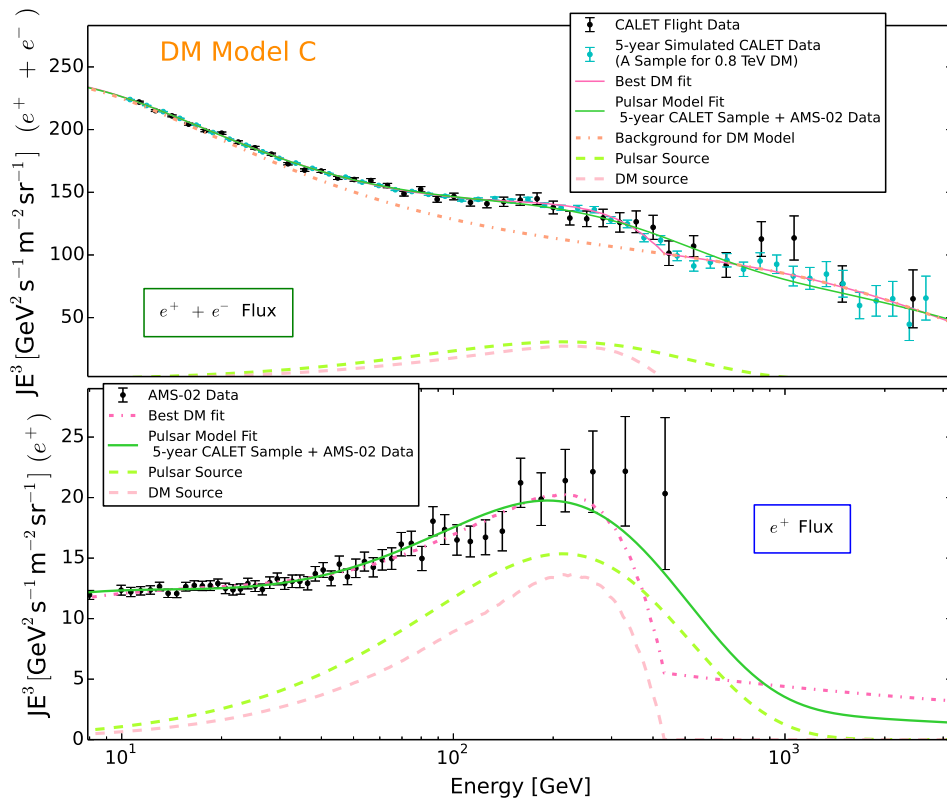 DM Model C
CALET Flight Data
5-year Simulated CALET Data
(A Sample for 0.8 TeV DM)
Best DM fit
Pulsar Model Fit
5-year CALET Sample + AMS-02 Data
Background for DM Model
Pulsar Source
DM source
JE³ [GeV² s⁻¹ m⁻² sr⁻¹] (e⁺ + e⁻)
250
200
150
100
50
e⁺ + e⁻ Flux
AMS-02 Data
Best DM fit
Pulsar Model Fit
5-year CALET Sample + AMS-02 Data
Pulsar Source
DM Source
JE³ [GeV² s⁻¹ m⁻² sr⁻¹] (e⁺)
25
20
15
10
5
0
e⁺ Flux
10¹ 10² 10³
Energy [GeV]